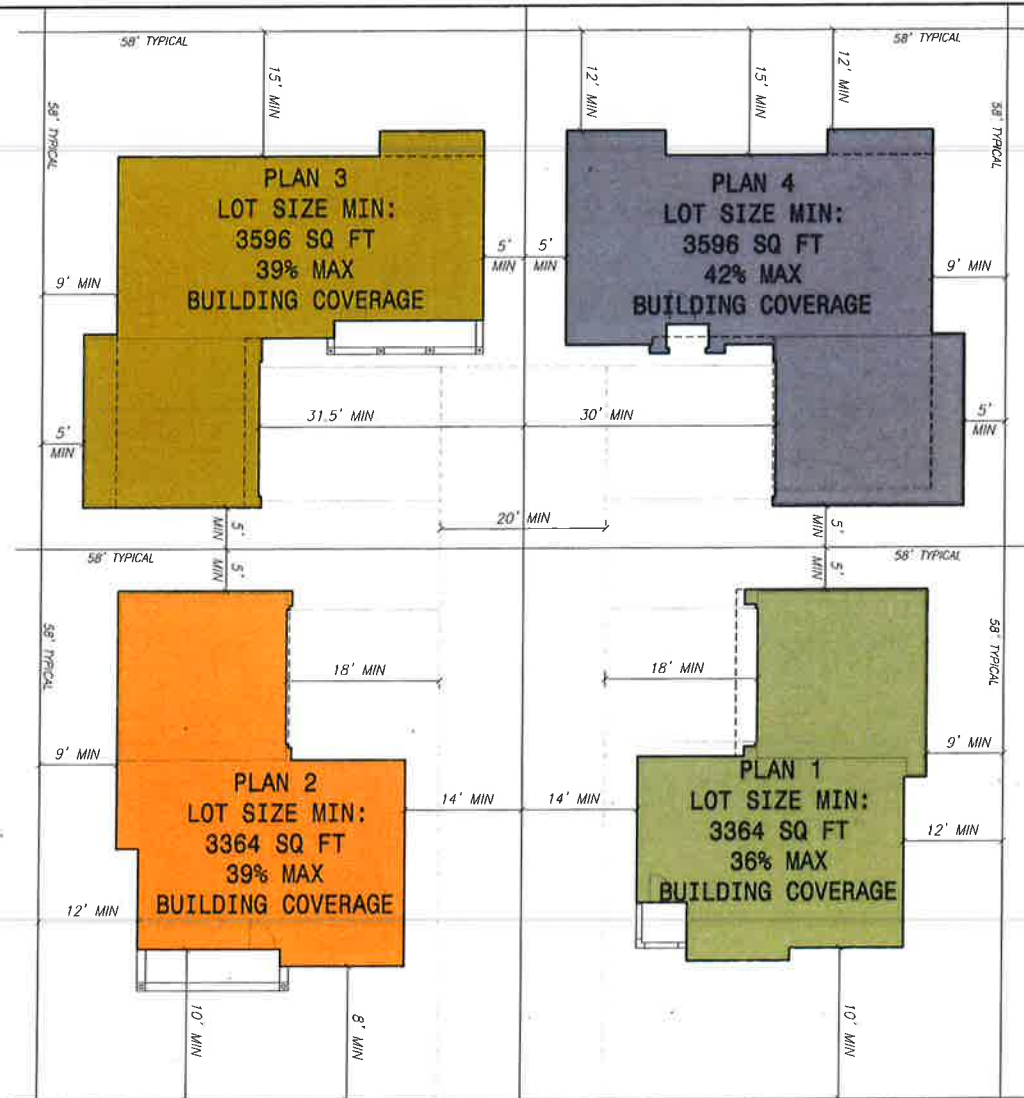 58' TYPICAL
58' TYPICAL
15' MIN
12' MIN
15' MIN
12' MIN
58' TYPICAL
58' TYPICAL
PLAN 3
LOT SIZE MIN:
3596 SQ FT
39% MAX
BUILDING COVERAGE
PLAN 4
LOT SIZE MIN:
3596 SQ FT
42% MAX
BUILDING COVERAGE
5'
MIN
5'
MIN
9' MIN
9' MIN
31.5' MIN
30' MIN
5'
MIN
5'
MIN
20' MIN
5'
MIN
5'
MIN
58' TYPICAL
58' TYPICAL
5'
MIN
5'
MIN
58' TYPICAL
58' TYPICAL
18' MIN
18' MIN
9' MIN
9' MIN
PLAN 2
LOT SIZE MIN:
3364 SQ FT
39% MAX
BUILDING COVERAGE
14' MIN
14' MIN
PLAN 1
LOT SIZE MIN:
3364 SQ FT
36% MAX
BUILDING COVERAGE
12' MIN
12' MIN
10' MIN
8' MIN
10' MIN